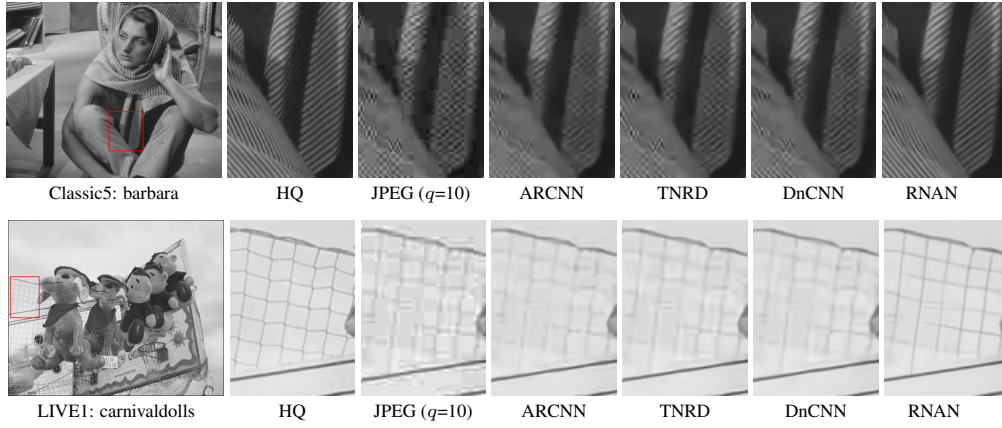 Classic5: barbara HQ JPEG (q=10) ARCNN TNRD DnCNN RNAN
LIVE1: carnivaldolls HQ JPEG (q=10) ARCNN TNRD DnCNN RNAN